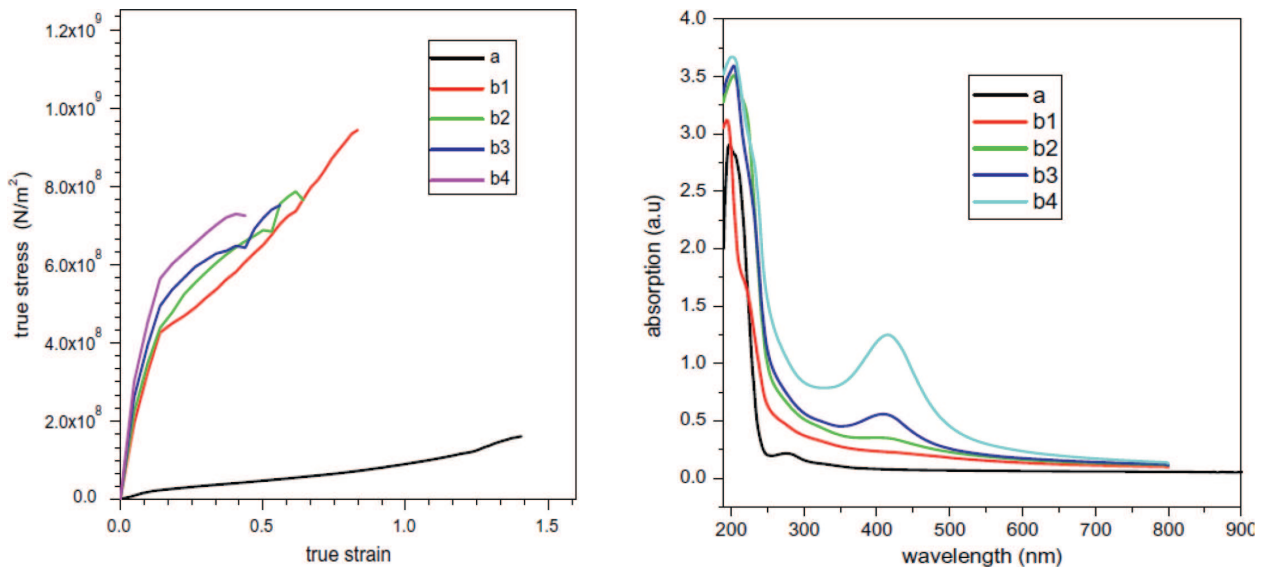 1.2x10⁹
1.0x10⁹
8.0x10⁸
6.0x10⁸
4.0x10⁸
2.0x10⁸
0.0
true stress (N/m²)
a
b1
b2
b3
b4
0.0 0.5 1.0 1.5
true strain
4.0
3.5
3.0
2.5
2.0
1.5
1.0
0.5
0.0
absorption (a.u)
a
b1
b2
b3
b4
200 300 400 500 600 700 800 900
wavelength (nm)